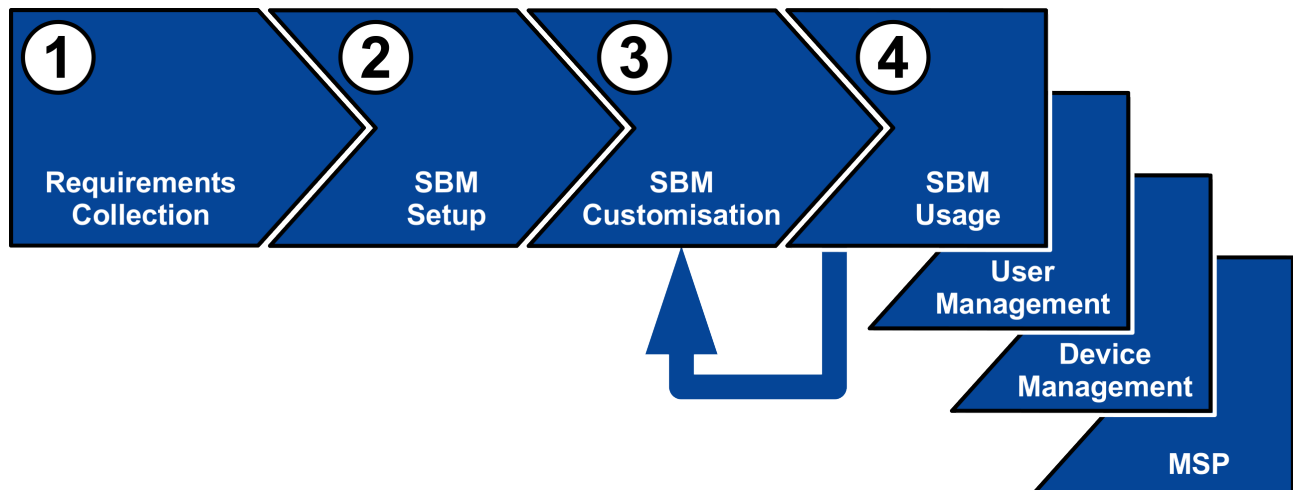 1
Requirements
Collection
2
SBM
Setup
3
SBM
Customisation
4
SBM
Usage
User
Management
Device
Management
MSP